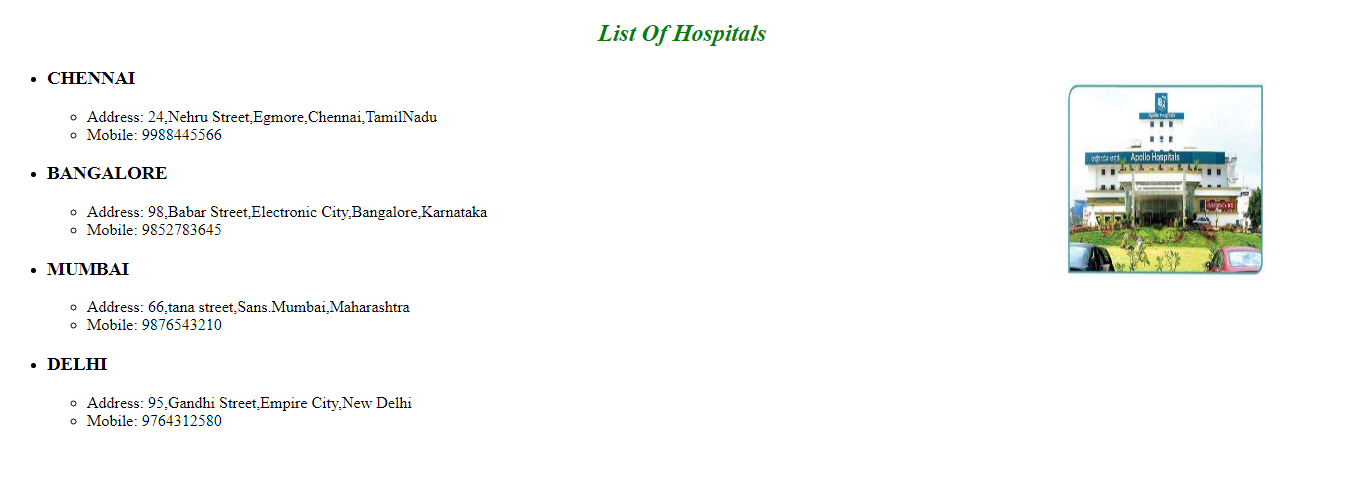 List Of Hospitals
CHENNAI
Address: 24,Nehru Street,Egmore,Chennai,TamilNadu
Mobile: 9988445566
BANGALORE
Address: 98,Babar Street,Electronic City,Bangalore,Karnataka
Mobile: 9852783645
MUMBAI
Address: 66,tana street,Sans.Mumbai,Maharashtra
Mobile: 9876543210
DELHI
Address: 95,Gandhi Street,Empire City,New Delhi
Mobile: 9764312580
Apollo Hospitals
Apollo Hospitals